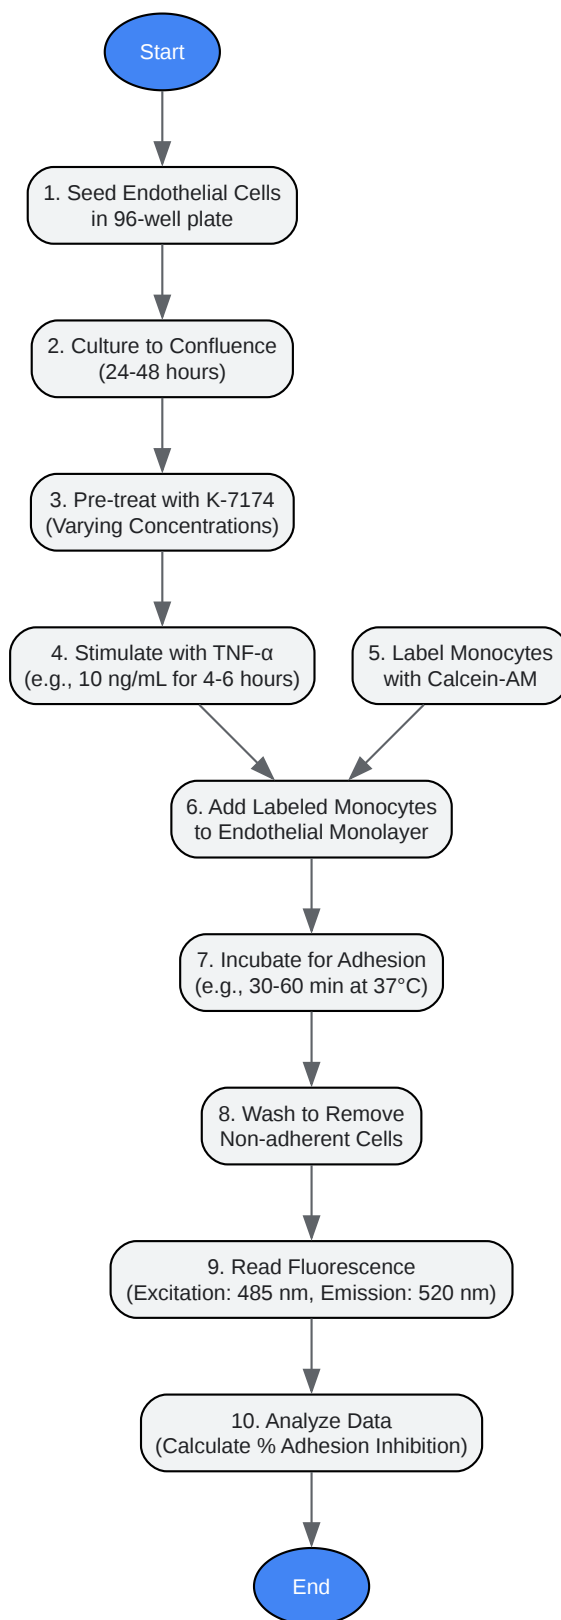 Start
1. Seed Endothelial Cells
in 96-well plate
2. Culture to Confluence
(24-48 hours)
3. Pre-treat with K-7174
(Varying Concentrations)
4. Stimulate with TNF-α
(e.g., 10 ng/mL for 4-6 hours)
5. Label Monocytes
with Calcein-AM
6. Add Labeled Monocytes
to Endothelial Monolayer
7. Incubate for Adhesion
(e.g., 30-60 min at 37°C)
8. Wash to Remove
Non-adherent Cells
9. Read Fluorescence
(Excitation: 485 nm, Emission: 520 nm)
10. Analyze Data
(Calculate % Adhesion Inhibition)
End